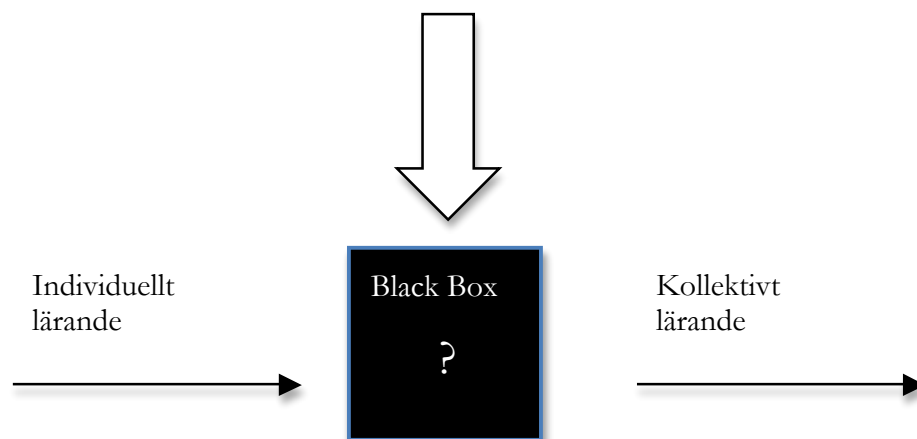 Individuellt
lärande
Black Box
?
Kollektivt
lärande